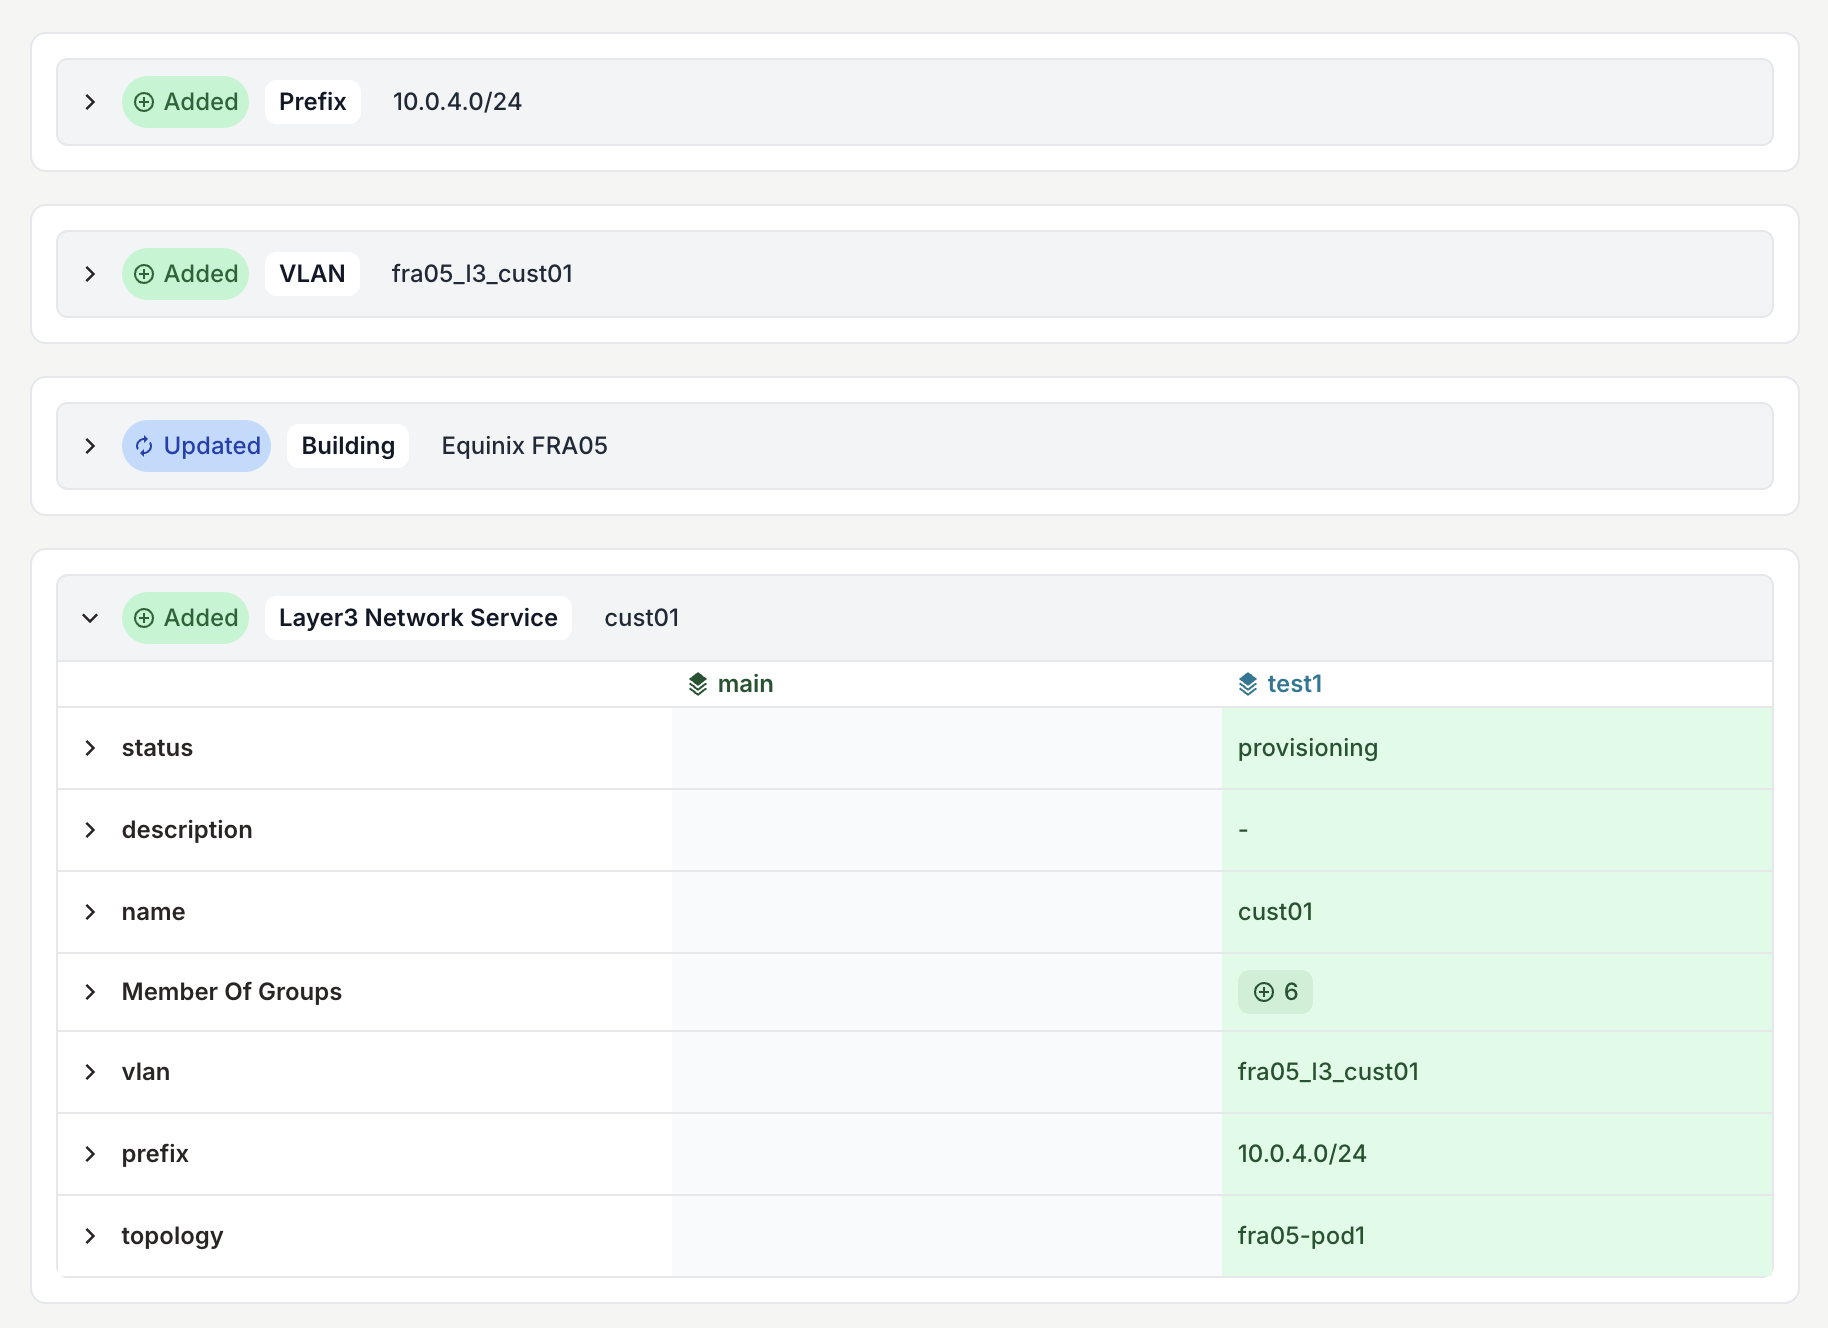 Added Prefix 10.0.4.0/24
Added VLAN fra05_l3_cust01
Updated Building Equinix FRA05
Added Layer3 Network Service cust01
main test1
status provisioning
description -
name cust01
Member Of Groups 6
vlan fra05_l3_cust01
prefix 10.0.4.0/24
topology fra05-pod1